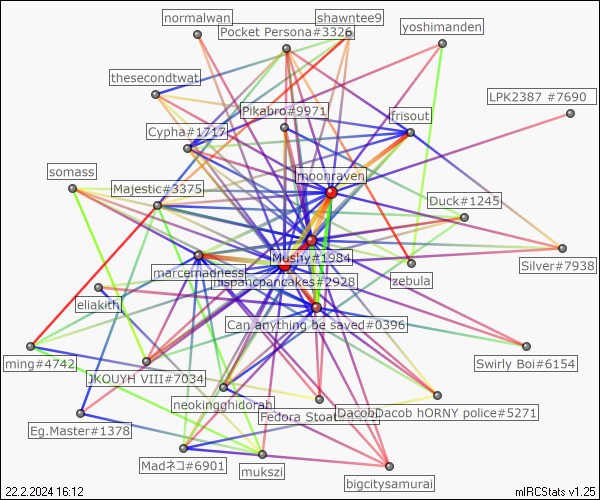 normalwan
shawntee9
Pocket Persona#3326
yoshimanden
thesecondtwat
LPK2387 #7690
Pikabro#9971
frisout
Cypha#1717
somass
moonraven
Majestic#3375
Duck#1245
Mushy#1984
Silver#7938
marcemadness
mspancpancakes#2928
zebula
eliakith
Can anything be saved#0396
ming#4742
Swirly Boi#6154
JKOUYH VIII#7034
neokingghidorah
Fedora Stoat
DacobDacob hORNY police#5271
Eg.Master#1378
Madネコ#6901
mukszi
bigcitysamurai
22.2.2024 16:12
mIRCStats v1.25